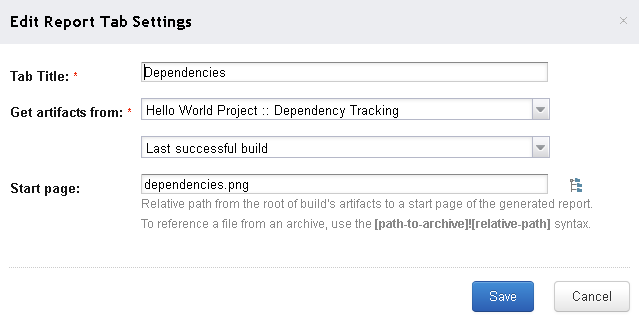 Edit Report Tab Settings
Tab Title: * Dependencies
Get artifacts from: * Hello World Project :: Dependency Tracking
Last successful build
Start page: dependencies.png
Relative path from the root of build's artifacts to a start page of the generated report.
To reference a file from an archive, use the [path-to-archive]![relative-path] syntax.
Save Cancel